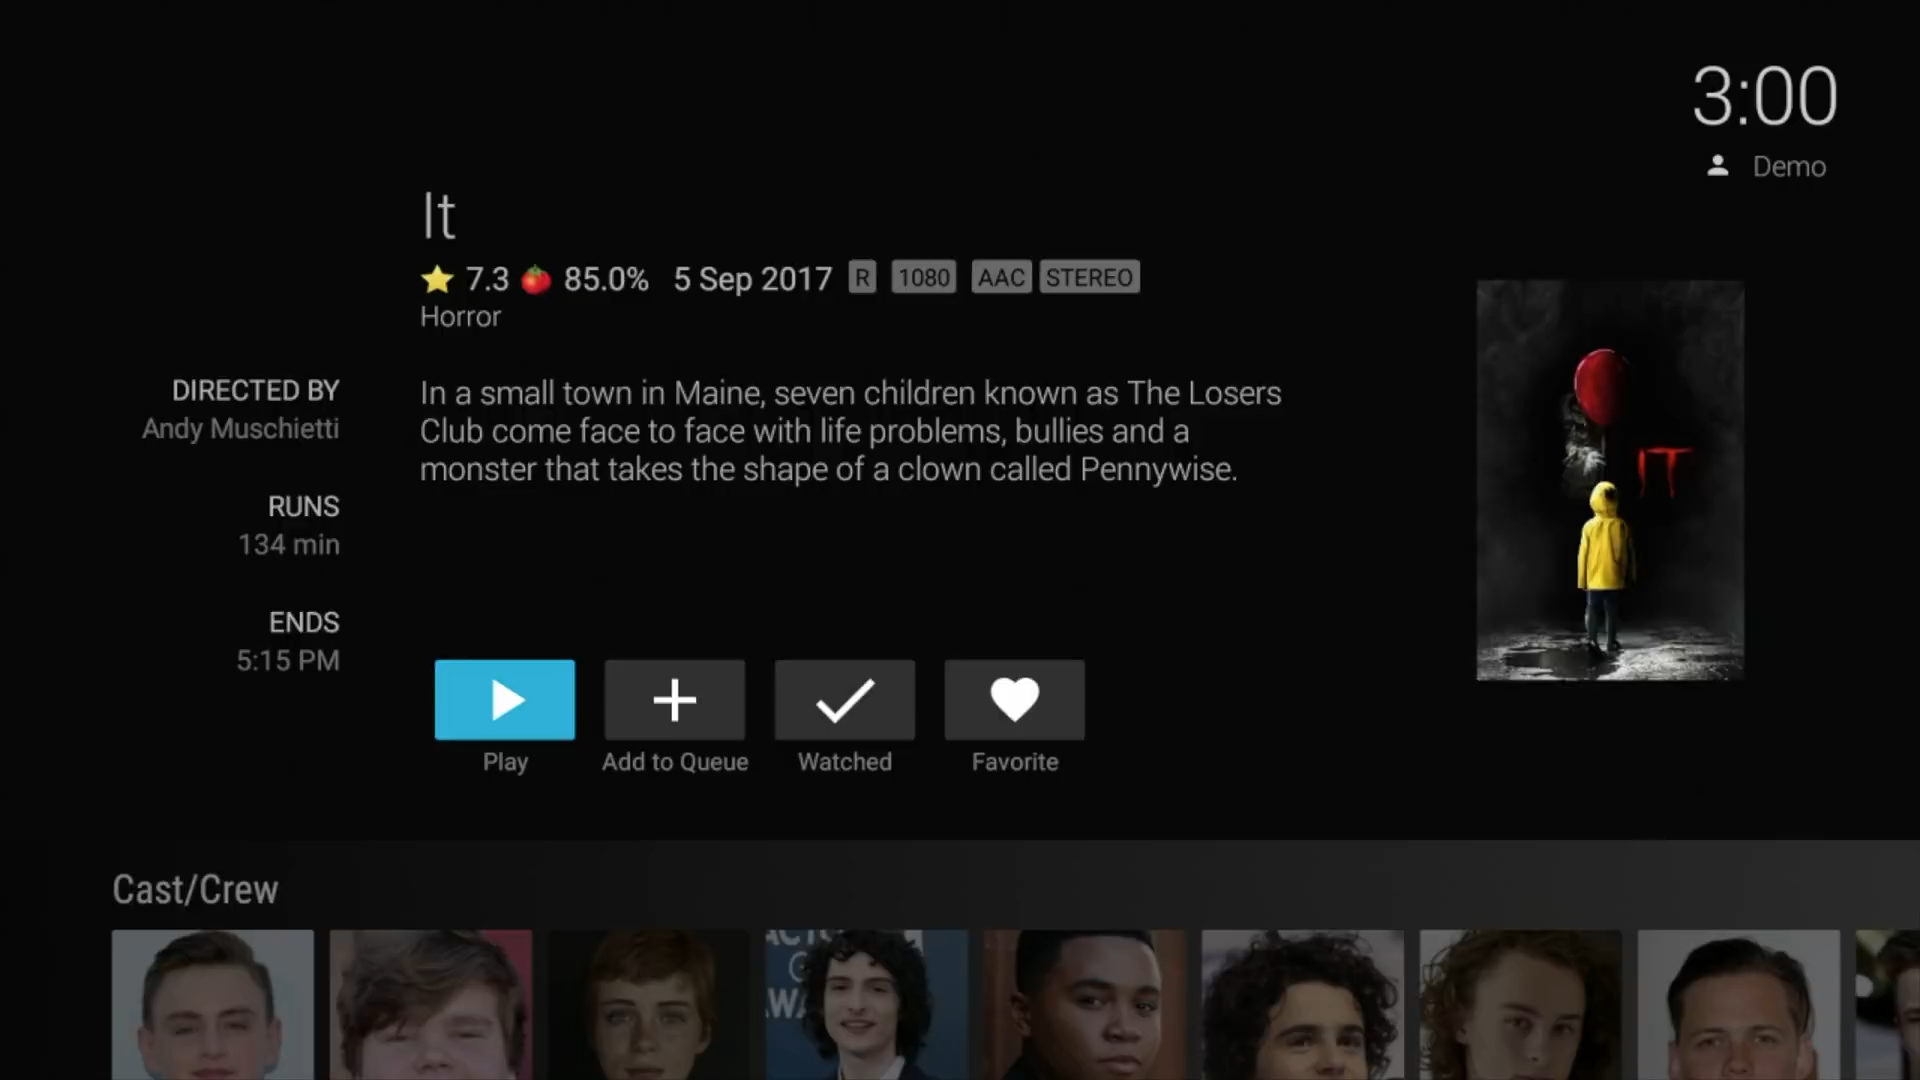 3:00
Demo
It
7.3 85.0% 5 Sep 2017 R 1080 AAC STEREO
Horror
DIRECTED BY
Andy Muschietti
RUNS
134 min
ENDS
5:15 PM
In a small town in Maine, seven children known as The Losers
Club come face to face with life problems, bullies and a
monster that takes the shape of a clown called Pennywise.
IT
Play
Add to Queue
Watched
Favorite
Cast/Crew